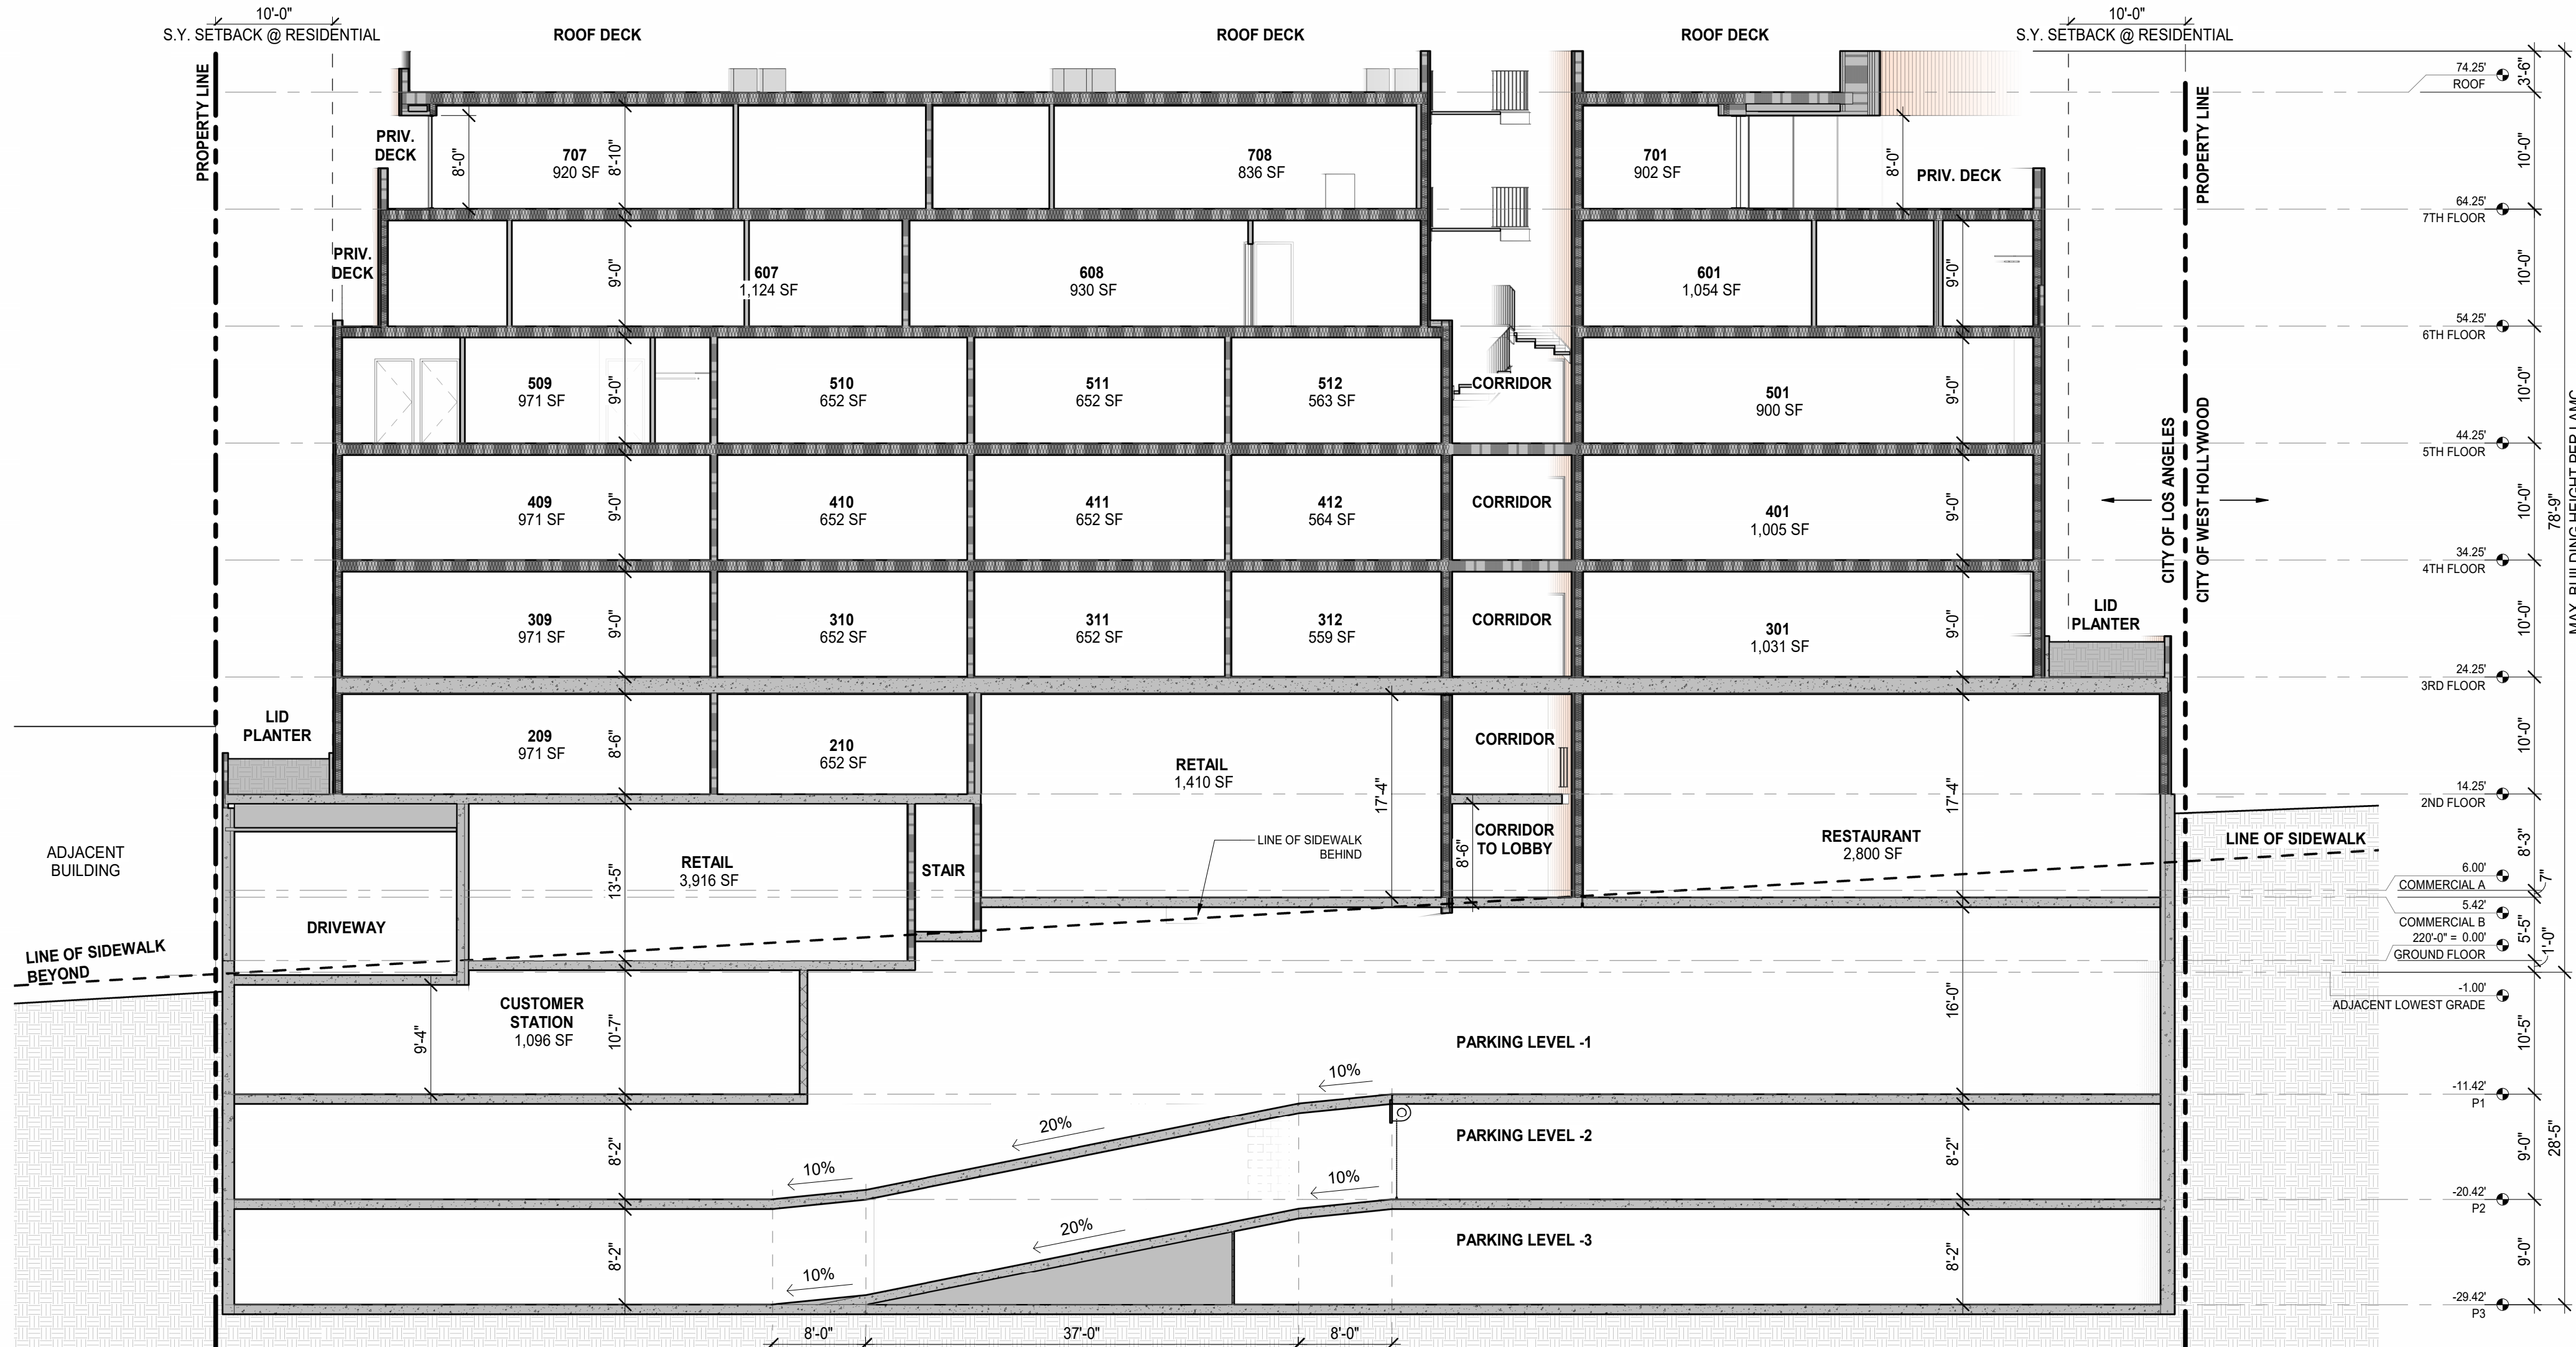 10'-0"
S.Y. SETBACK @ RESIDENTIAL
ROOF DECK
ROOF DECK
ROOF DECK
10'-0"
S.Y. SETBACK @ RESIDENTIAL
PROPERTY LINE
PROPERTY LINE
74.25'
ROOF
3'-6"
PRIV.
DECK
8'-0"
707
920 SF
8'-10"
708
836 SF
701
902 SF
8'-0"
PRIV. DECK
10'-0"
64.25'
7TH FLOOR
PRIV.
DECK
9'-0"
607
1,124 SF
608
930 SF
601
1,054 SF
9'-0"
10'-0"
54.25'
6TH FLOOR
509
971 SF
9'-0"
510
652 SF
511
652 SF
512
563 SF
CORRIDOR
501
900 SF
9'-0"
10'-0"
44.25'
5TH FLOOR
CITY OF LOS ANGELES
CITY OF WEST HOLLYWOOD
409
971 SF
9'-0"
410
652 SF
411
652 SF
412
564 SF
CORRIDOR
401
1,005 SF
9'-0"
10'-0"
78'-9"
MAX. BUILDING HEIGHT PER LAMC
34.25'
4TH FLOOR
309
971 SF
9'-0"
310
652 SF
311
652 SF
312
559 SF
CORRIDOR
301
1,031 SF
9'-0"
LID
PLANTER
10'-0"
24.25'
3RD FLOOR
LID
PLANTER
209
971 SF
8'-6"
210
652 SF
RETAIL
1,410 SF
17'-4"
CORRIDOR
17'-4"
10'-0"
14.25'
2ND FLOOR
ADJACENT
BUILDING
RETAIL
3,916 SF
13'-5"
STAIR
LINE OF SIDEWALK
BEHIND
8'-6"
CORRIDOR
TO LOBBY
RESTAURANT
2,800 SF
LINE OF SIDEWALK
8'-3"
6.00'
COMMERCIAL A
7"
5.42'
COMMERCIAL B
5'-5"
220'-0" = 0.00'
GROUND FLOOR
1'-0"
DRIVEWAY
LINE OF SIDEWALK
BEYOND
-1.00'
ADJACENT LOWEST GRADE
CUSTOMER
STATION
1,096 SF
9'-4"
10'-7"
16'-0"
PARKING LEVEL -1
10'-5"
10%
-11.42'
P1
20%
10%
8'-2"
PARKING LEVEL -2
8'-2"
9'-0"
28'-5"
10%
-20.42'
P2
20%
10%
8'-2"
PARKING LEVEL -3
8'-2"
9'-0"
-29.42'
P3
8'-0"
37'-0"
8'-0"